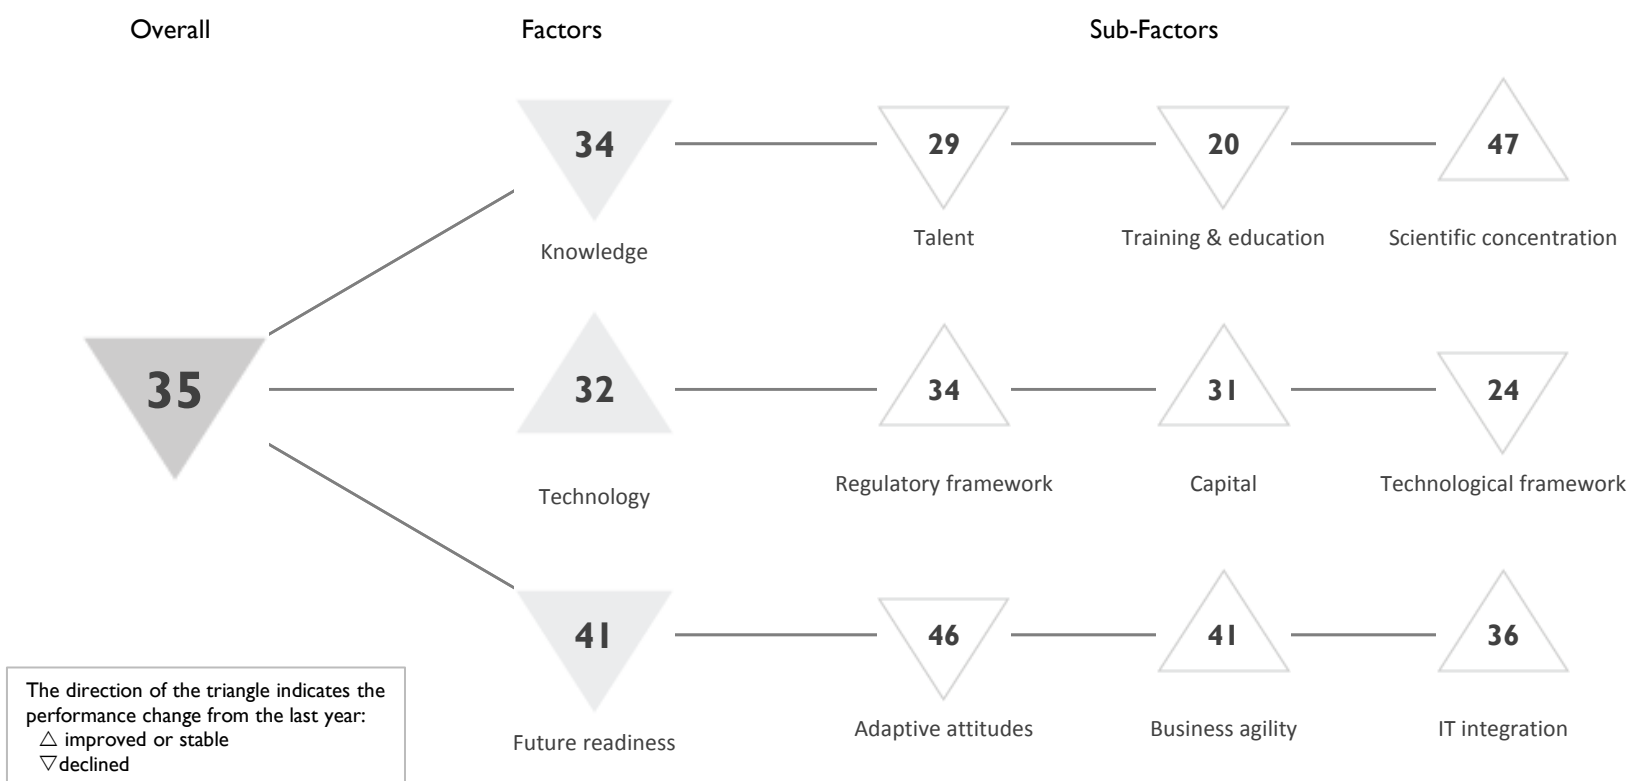 Overall
Factors
Sub-Factors
34
29
20
47
Knowledge
Talent
Training & education
Scientific concentration
35
32
34
31
24
Technology
Regulatory framework
Capital
Technological framework
41
46
41
36
Future readiness
Adaptive attitudes
Business agility
IT integration
The direction of the triangle indicates the
performance change from the last year:
△ improved or stable
▽declined